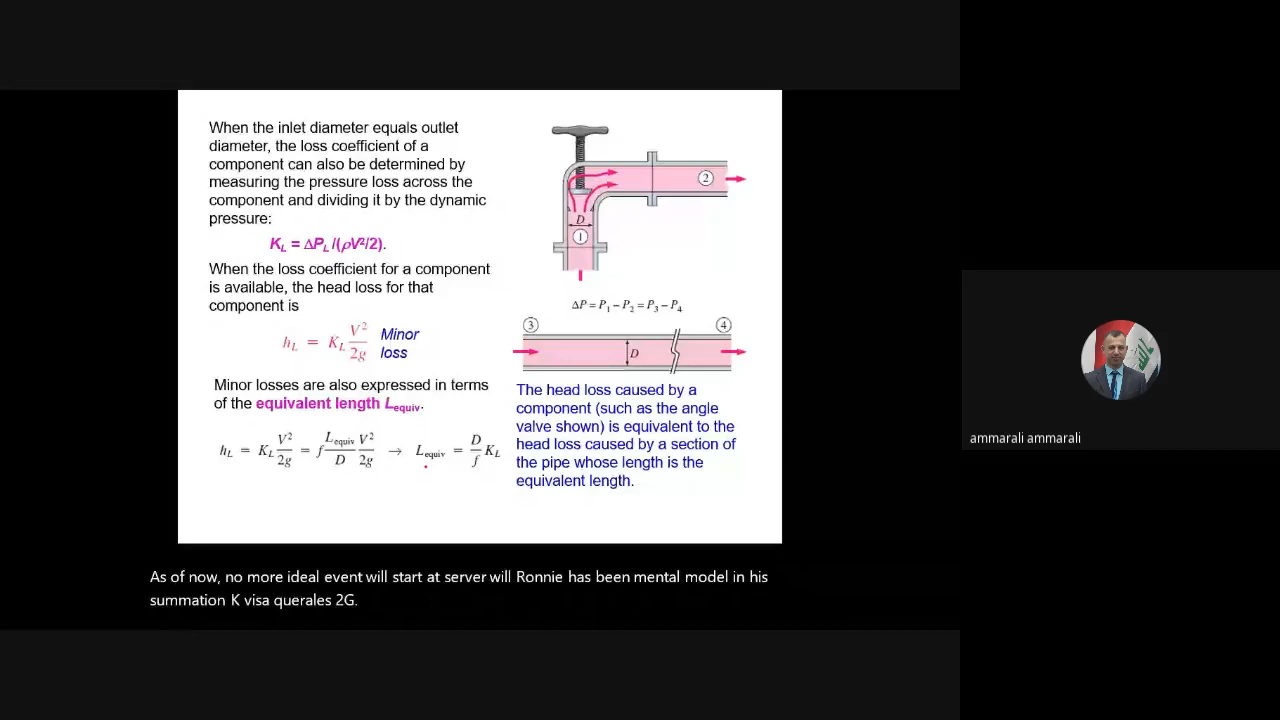 When the inlet diameter equals outlet
diameter, the loss coefficient of a
component can also be determined by
measuring the pressure loss across the
component and dividing it by the dynamic
pressure:
K_L = ΔP_L /(ρV²/2).
When the loss coefficient for a component
is available, the head loss for that
component is
h_L = K_L V²/2g
Minor
loss
Minor losses are also expressed in terms
of the equivalent length L_equiv.
h_L = K_L V²/2g = f L_equiv/D V²/2g → L_equiv = D/f K_L
D
1
2
ΔP = P₁ − P₂ = P₃ − P₄
3
4
D
The head loss caused by a
component (such as the angle
valve shown) is equivalent to the
head loss caused by a section of
the pipe whose length is the
equivalent length.
ammarali ammarali
As of now, no more ideal event will start at server will Ronnie has been mental model in his
summation K visa querales 2G.